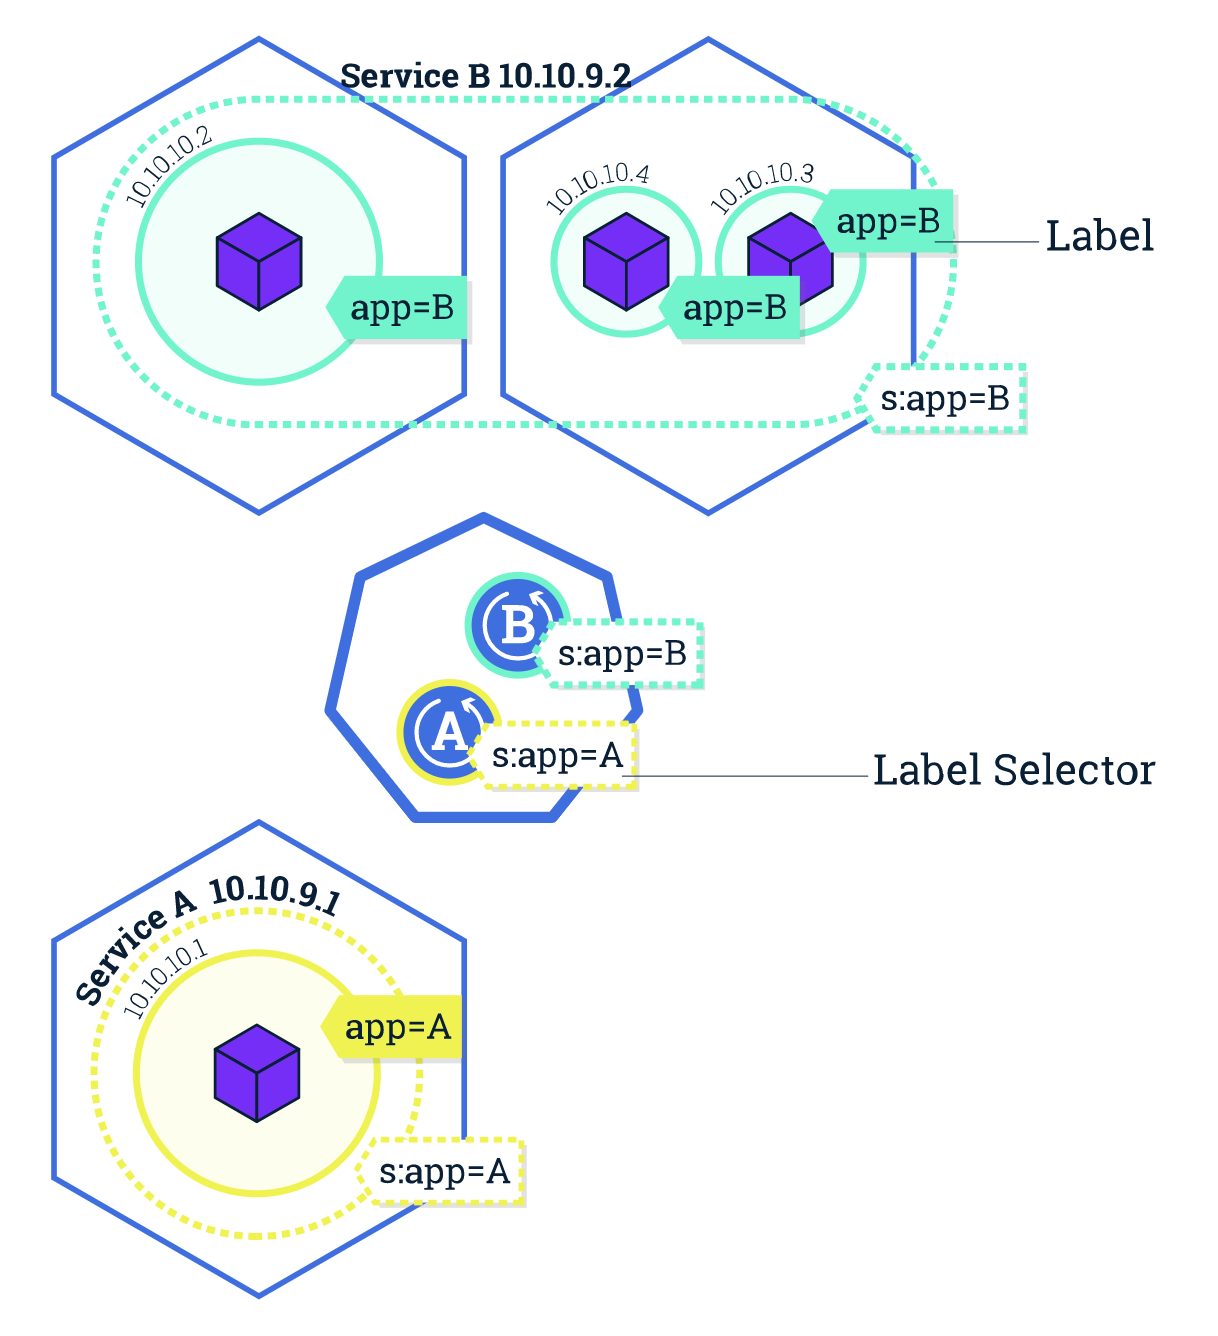 Service B 10.10.9.2
10.10.10.2
10.10.10.4
10.10.10.3
app=B
Label
app=B
app=B
s:app=B
B
s:app=B
A
s:app=A
Label Selector
Service A 10.10.9.1
10.10.10.1
app=A
s:app=A